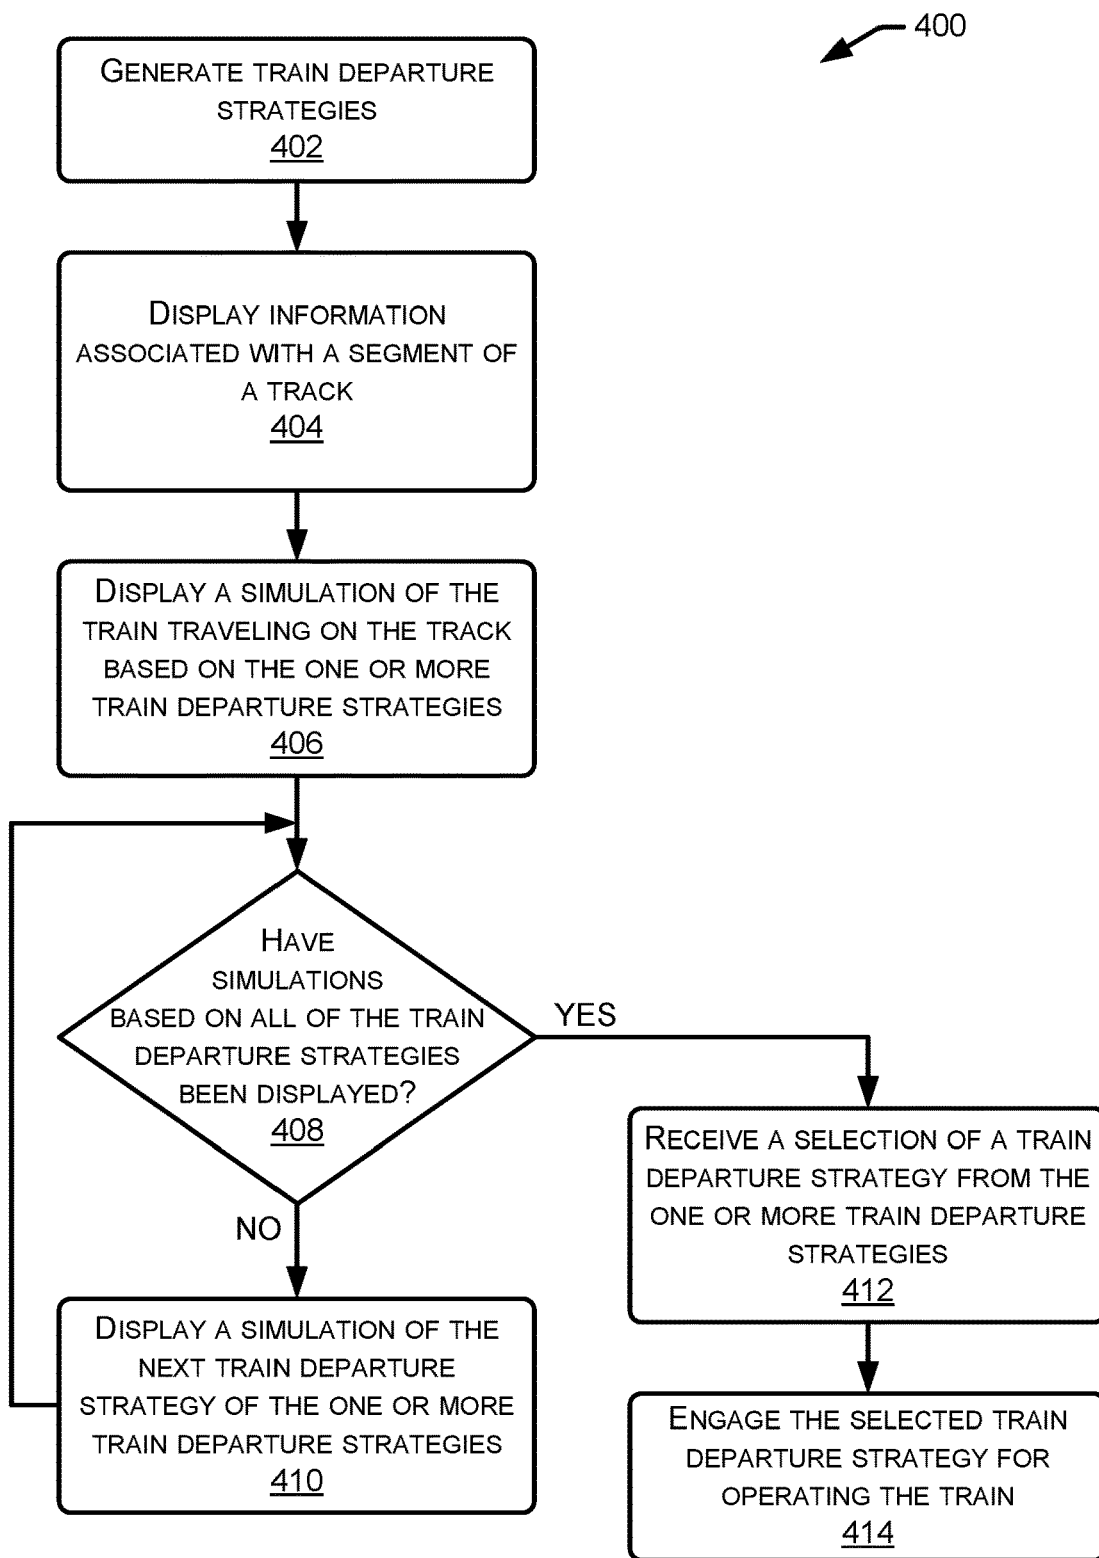 400
GENERATE TRAIN DEPARTURE
STRATEGIES
402
DISPLAY INFORMATION
ASSOCIATED WITH A SEGMENT OF
A TRACK
404
DISPLAY A SIMULATION OF THE
TRAIN TRAVELING ON THE TRACK
BASED ON THE ONE OR MORE
TRAIN DEPARTURE STRATEGIES
406
HAVE
SIMULATIONS
BASED ON ALL OF THE TRAIN
DEPARTURE STRATEGIES
BEEN DISPLAYED?
408
YES
NO
DISPLAY A SIMULATION OF THE
NEXT TRAIN DEPARTURE
STRATEGY OF THE ONE OR MORE
TRAIN DEPARTURE STRATEGIES
410
RECEIVE A SELECTION OF A TRAIN
DEPARTURE STRATEGY FROM THE
ONE OR MORE TRAIN DEPARTURE
STRATEGIES
412
ENGAGE THE SELECTED TRAIN
DEPARTURE STRATEGY FOR
OPERATING THE TRAIN
414